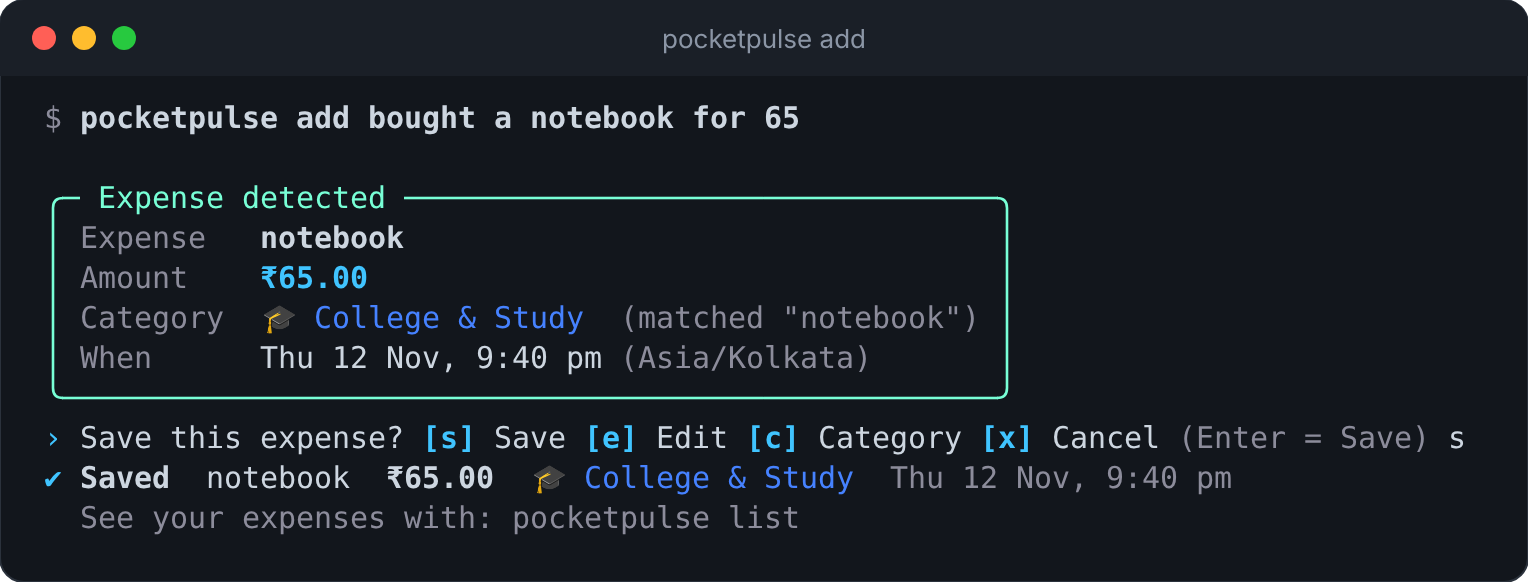 pocketpulse add
$ pocketpulse add bought a notebook for 65
Expense detected
Expense notebook
Amount ₹65.00
Category 🎓 College & Study (matched "notebook")
When Thu 12 Nov, 9:40 pm (Asia/Kolkata)
› Save this expense? [s] Save [e] Edit [c] Category [x] Cancel (Enter = Save) s
✔ Saved notebook ₹65.00 🎓 College & Study Thu 12 Nov, 9:40 pm
See your expenses with: pocketpulse list